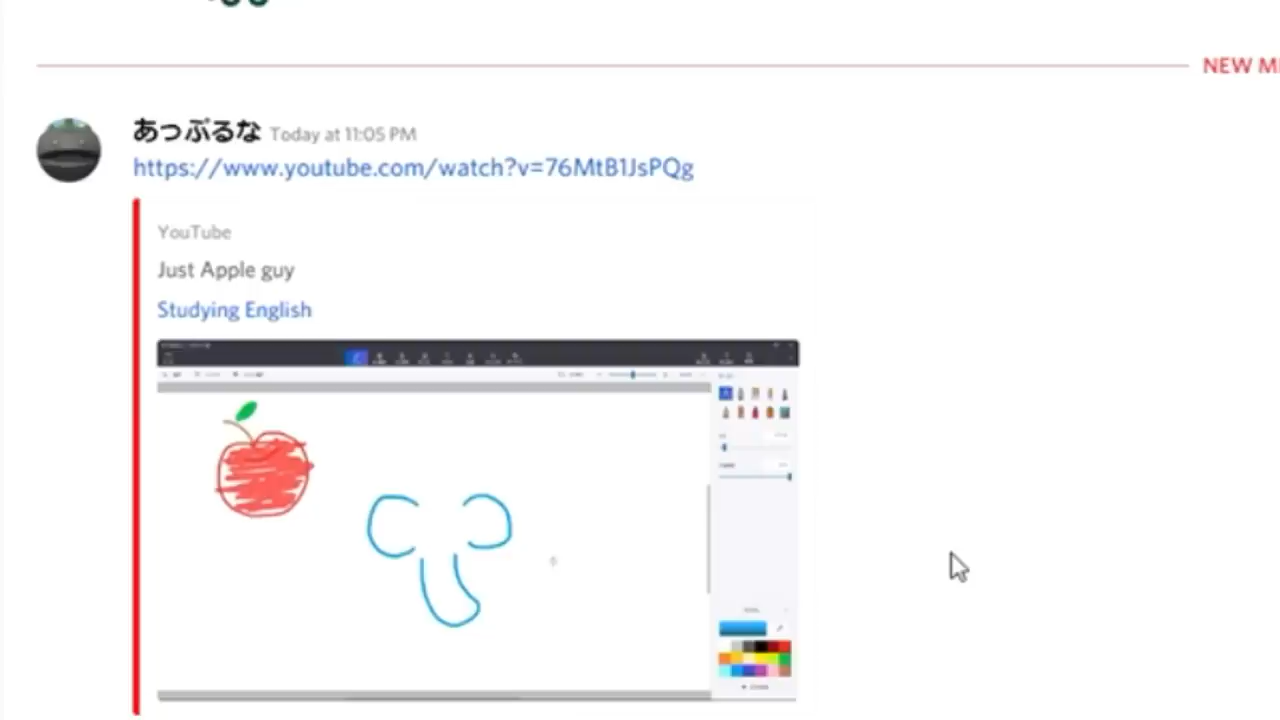 NEW M
あっぷるな Today at 11:05 PM
https://www.youtube.com/watch?v=76MtB1JsPQg
YouTube
Just Apple guy
Studying English